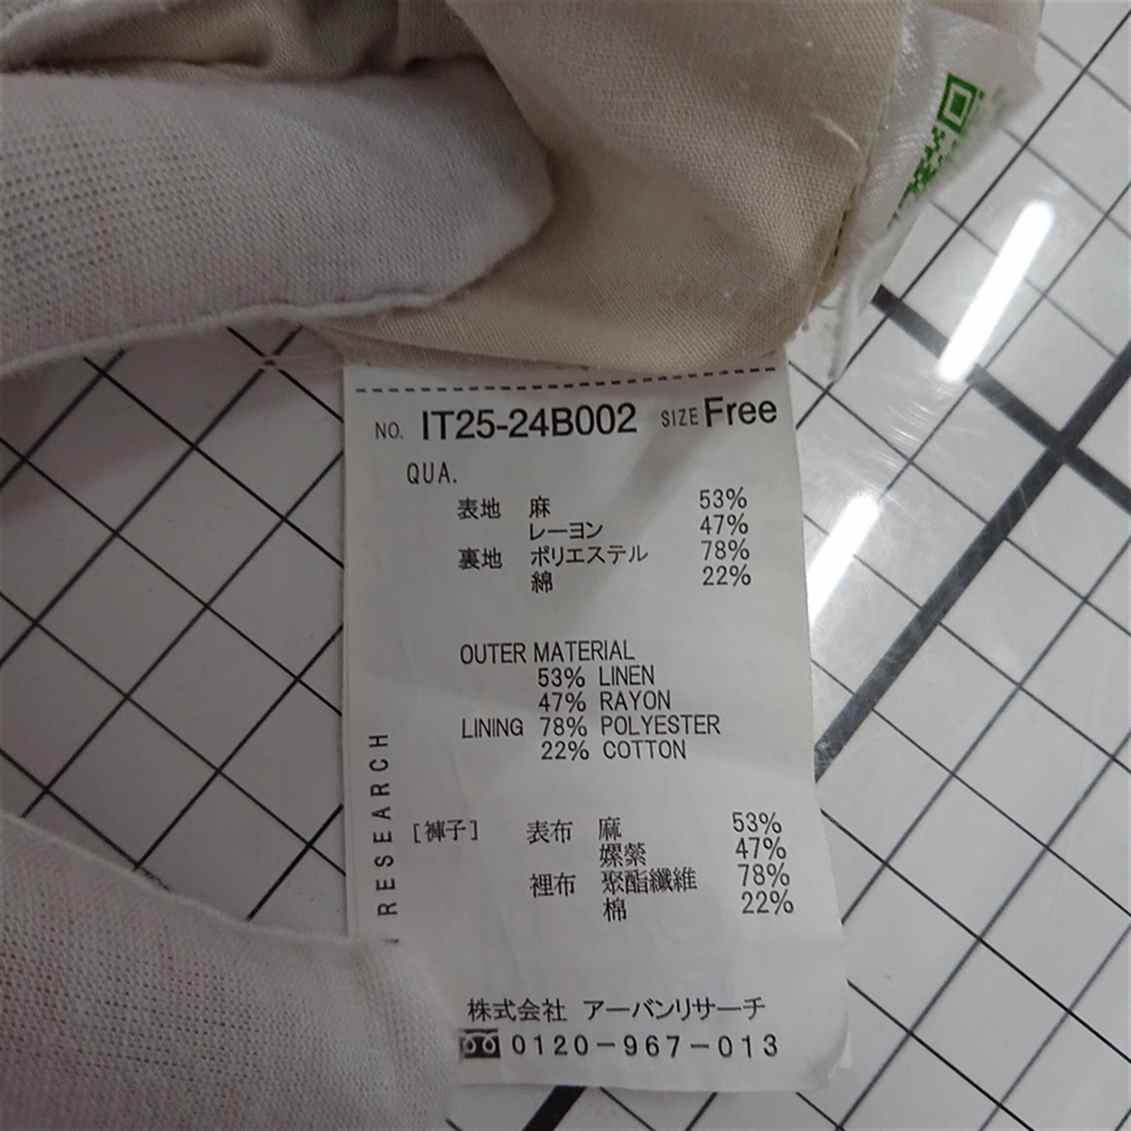 NO. IT25-24B002 SIZE Free
QUA.
表地 麻 53%
レーヨン 47%
裏地 ポリエステル 78%
綿 22%
OUTER MATERIAL
53% LINEN
47% RAYON
LINING 78% POLYESTER
22% COTTON
RESEARCH
[褲子] 表布 麻 53%
嫘縈 47%
裡布 聚酯纖維 78%
棉 22%
株式会社 アーバンリサーチ
0120-967-013